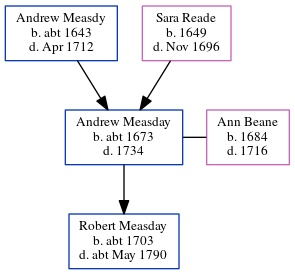 Andrew Measdy
b. abt 1643
d. Apr 1712
Sara Reade
b. 1649
d. Nov 1696
Andrew Measday
b. abt 1673
d. 1734
Ann Beane
b. 1684
d. 1716
Robert Measday
b. abt 1703
d. abt May 1790